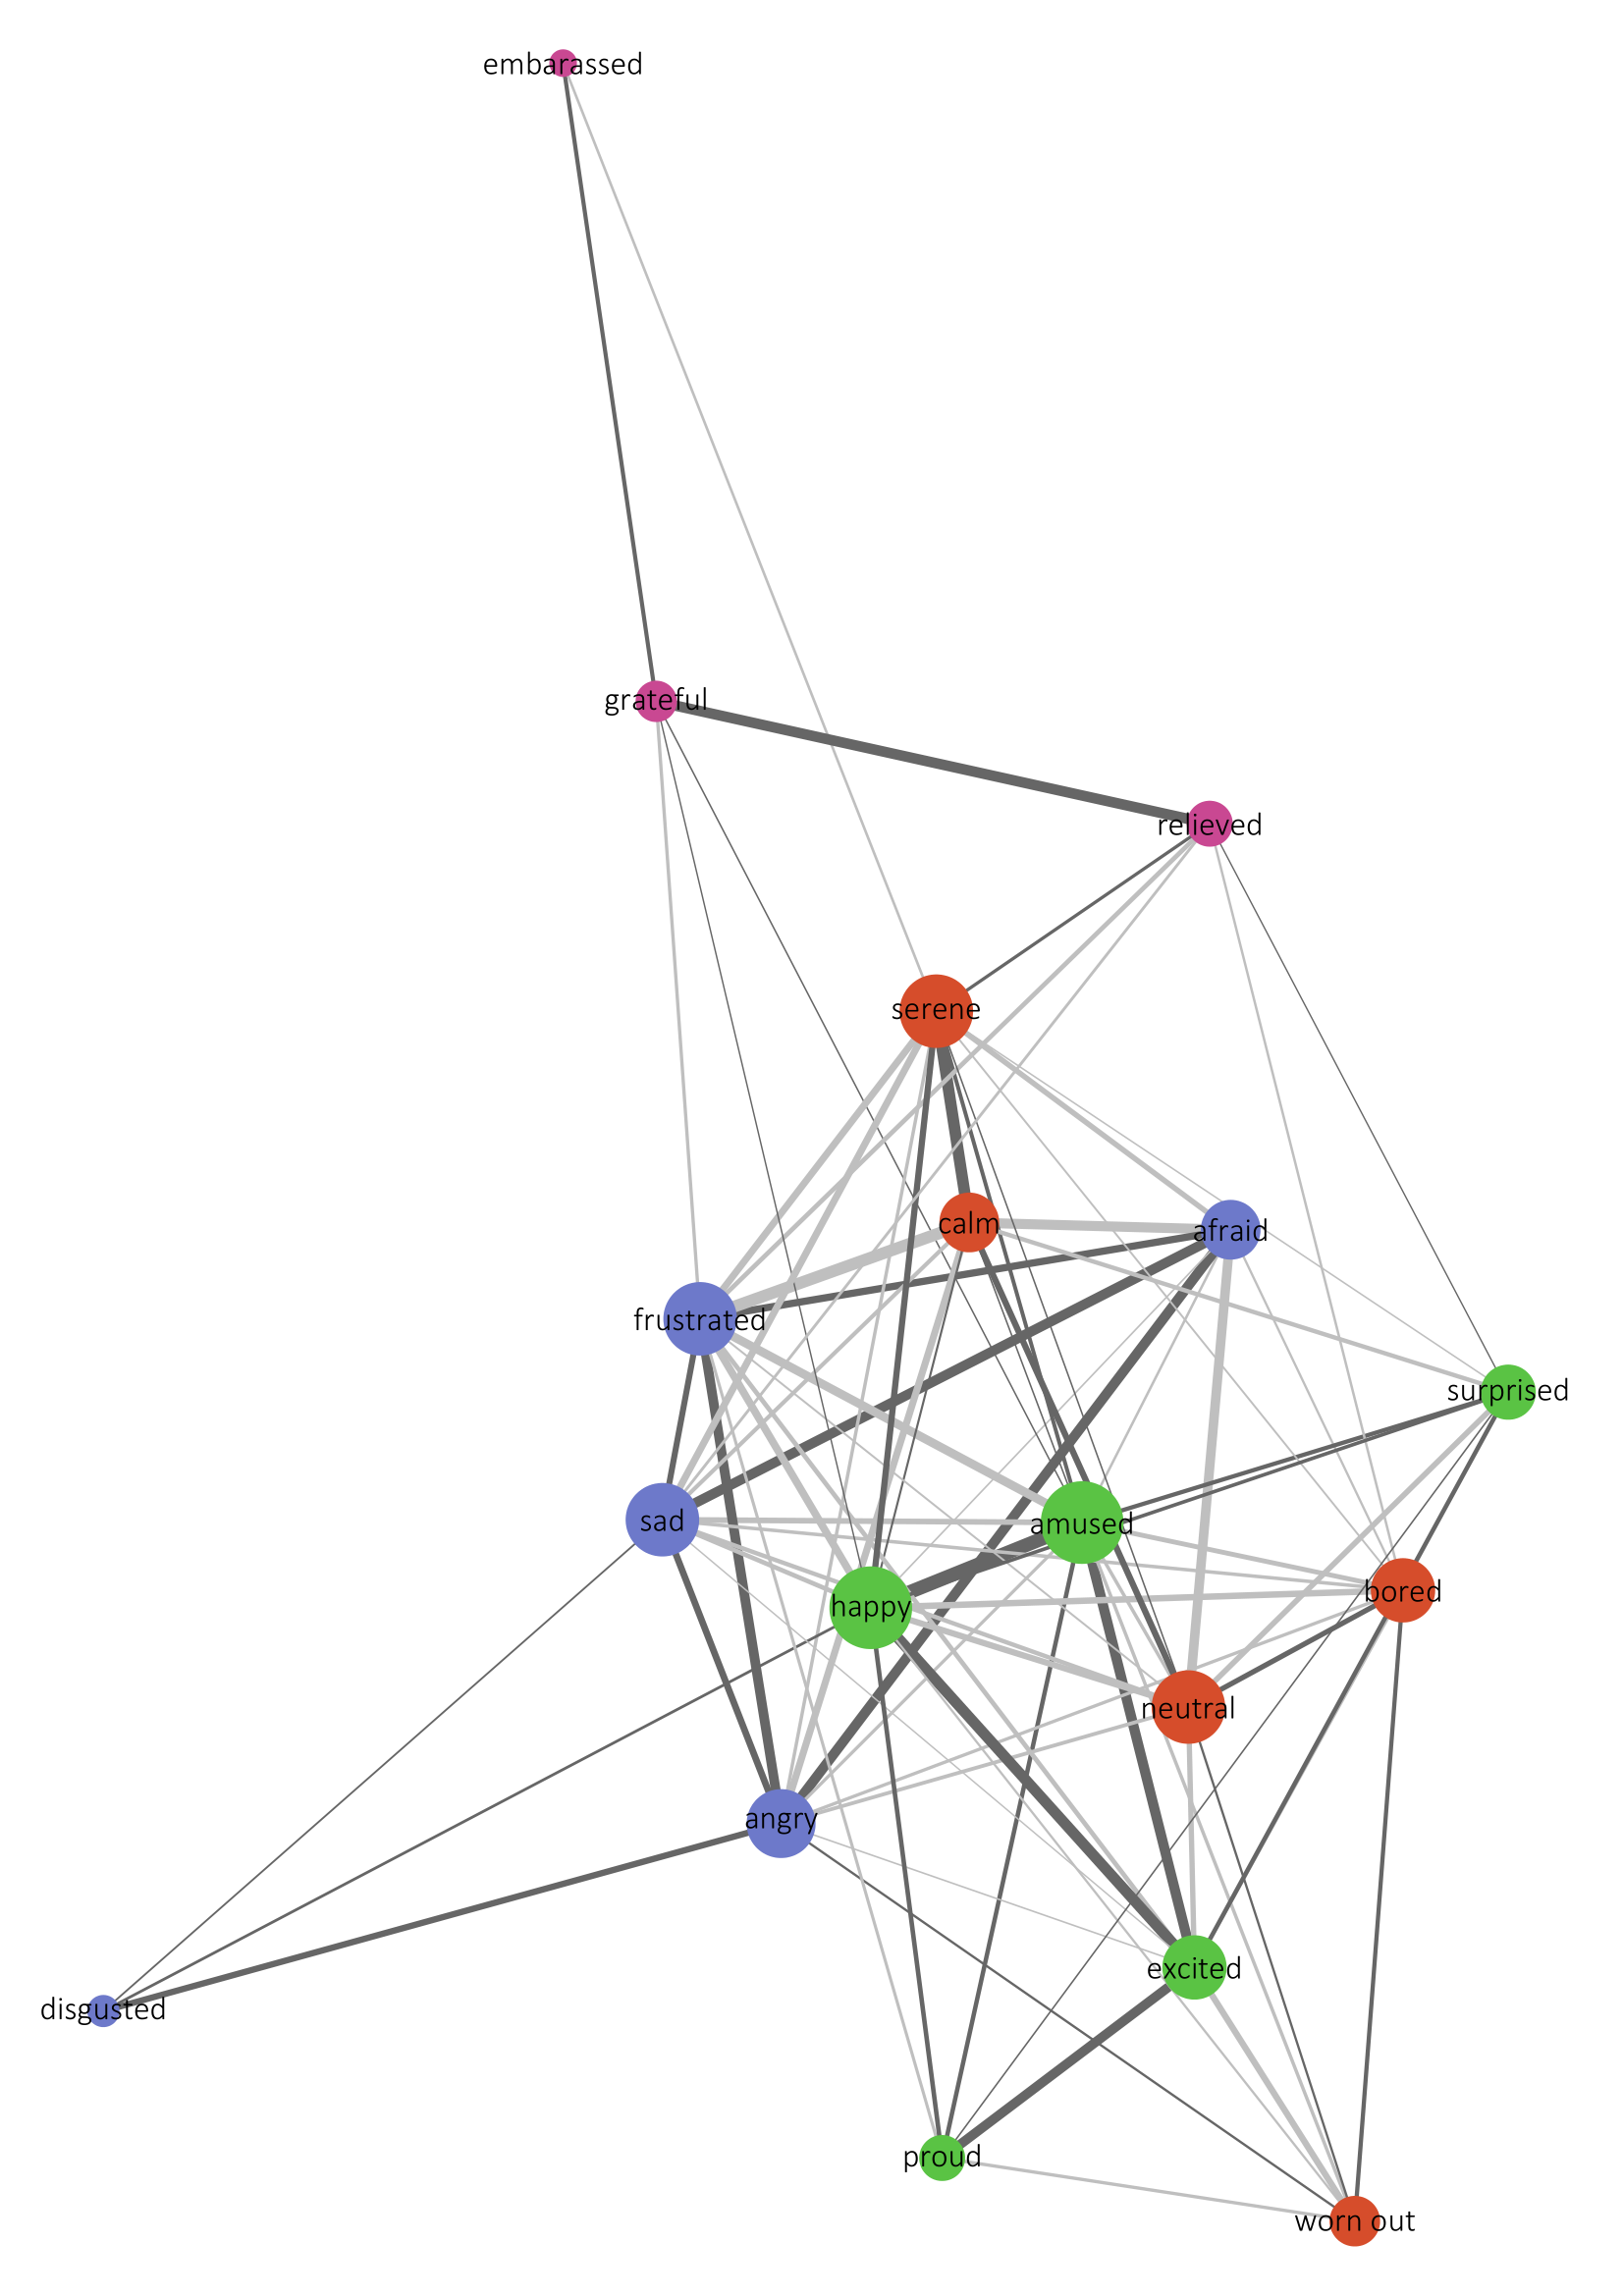 embarassed
grateful
relieved
serene
calm
afraid
frustrated
surprised
sad
amused
bored
happy
neutral
angry
excited
disgusted
proud
worn out